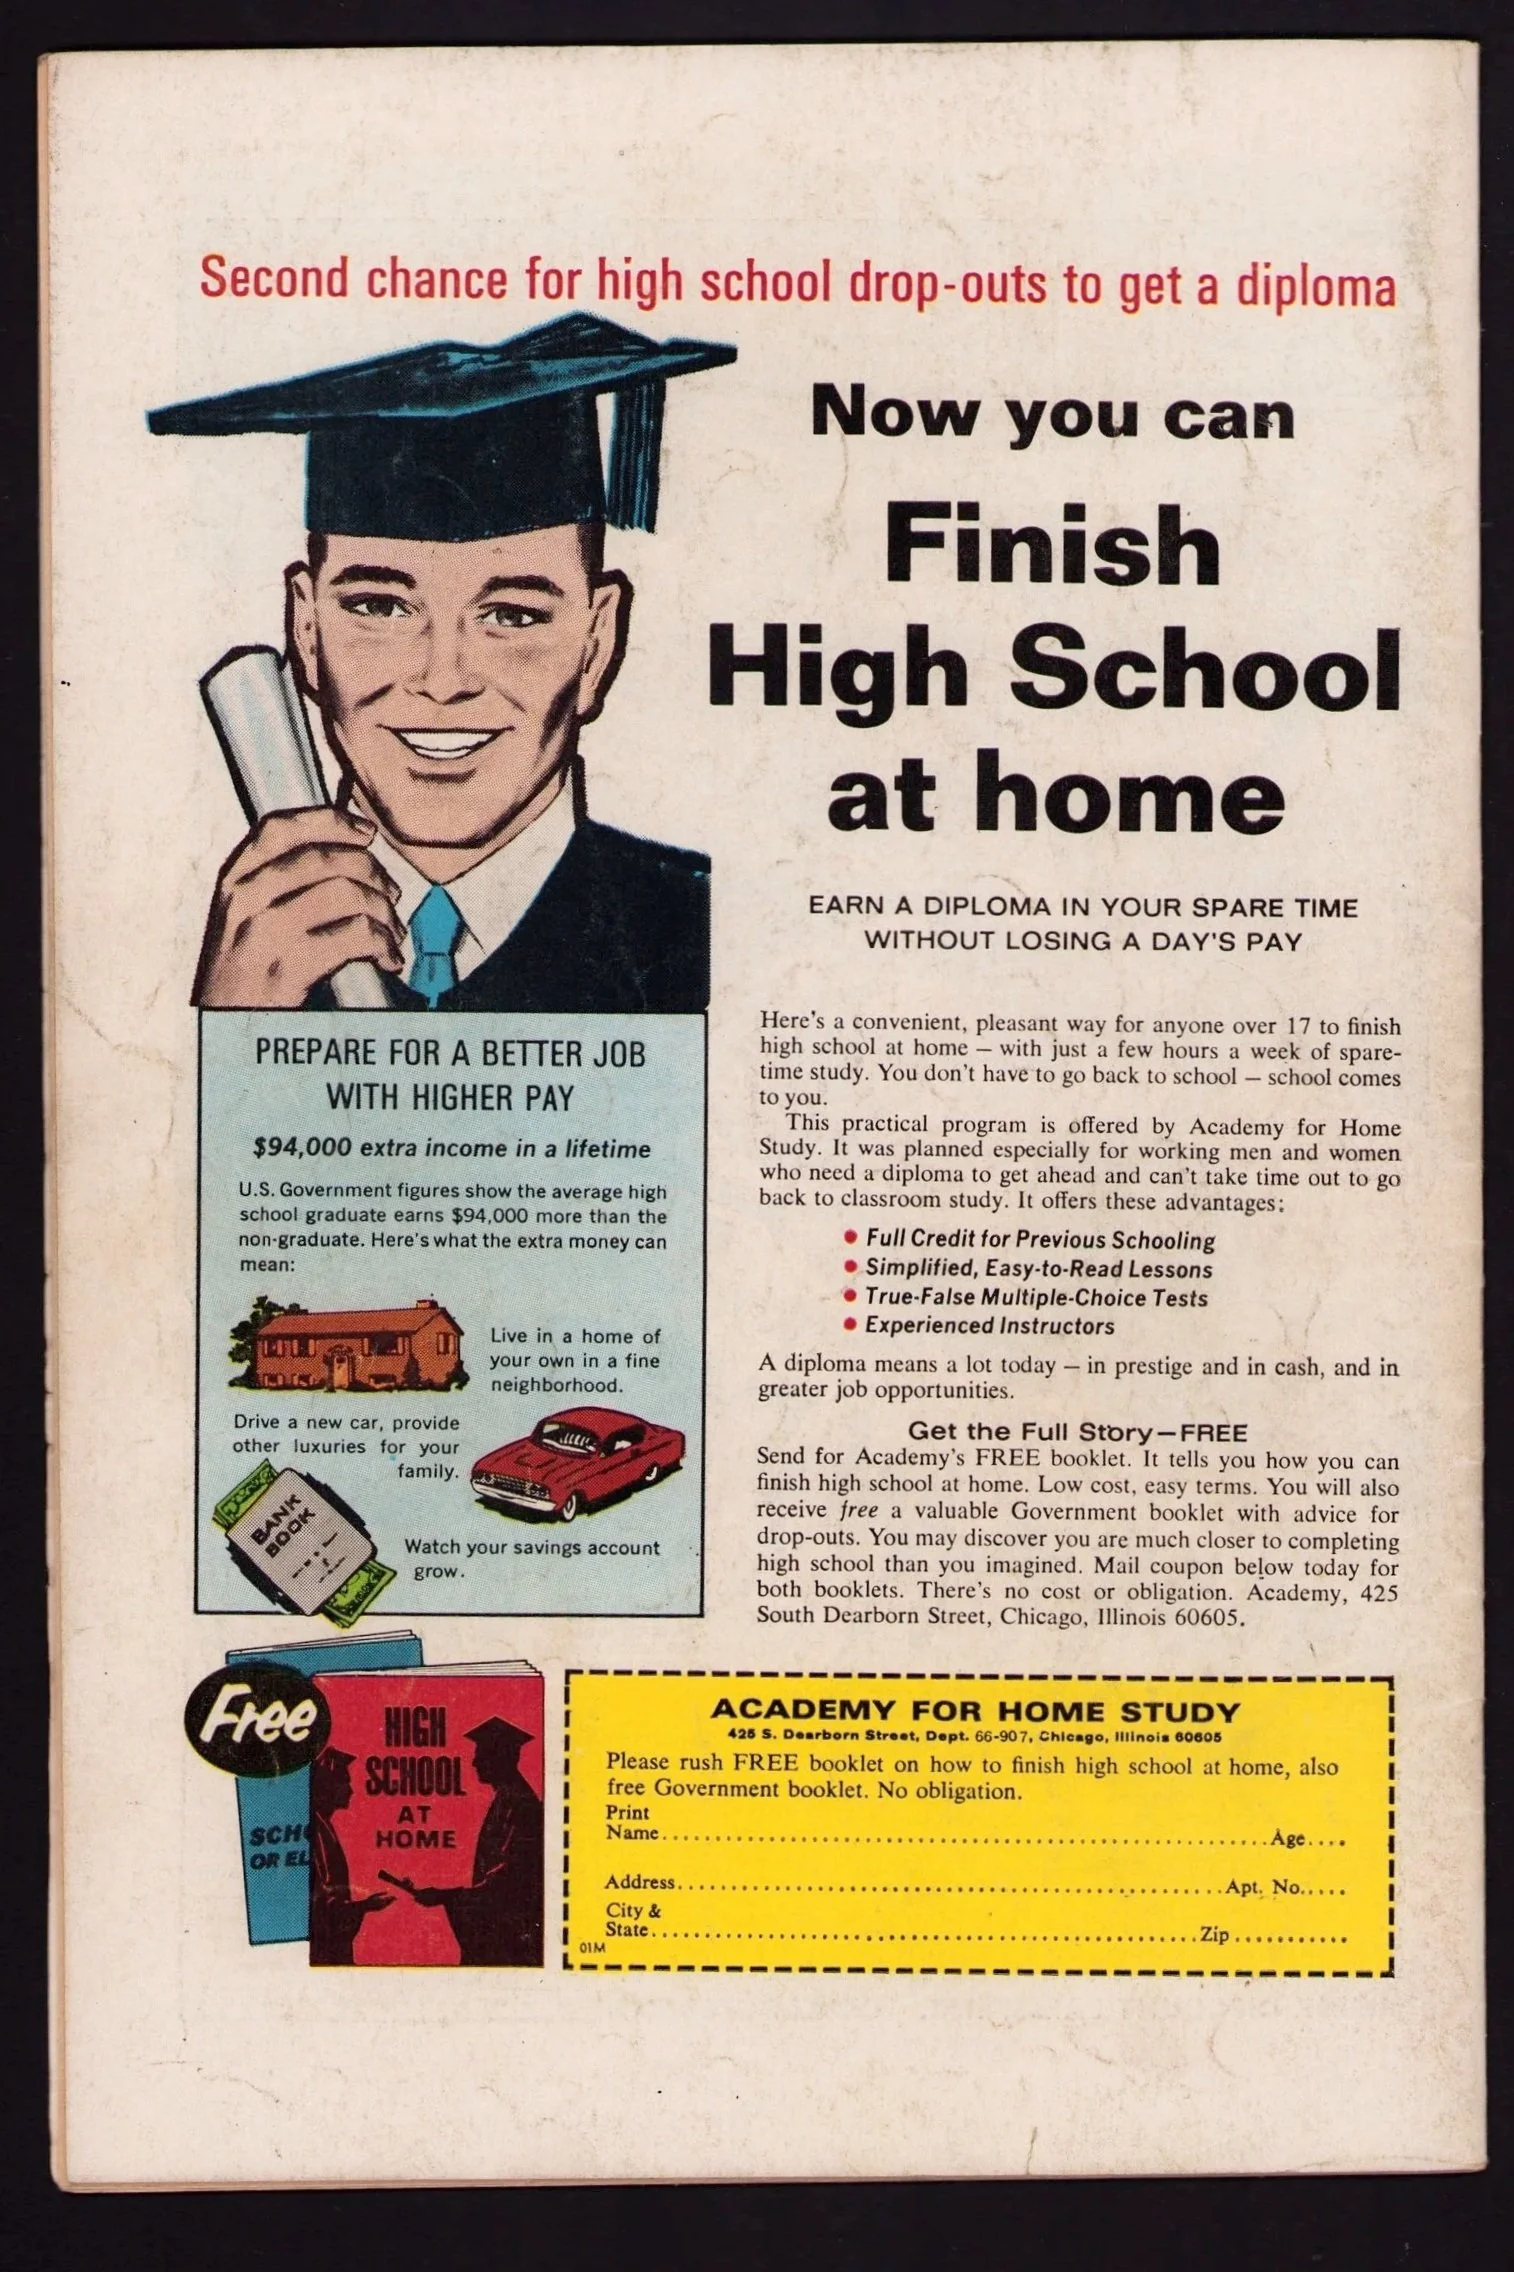 Second chance for high school drop-outs to get a diploma
Now you can
Finish
High School
at home
EARN A DIPLOMA IN YOUR SPARE TIME
WITHOUT LOSING A DAY'S PAY
PREPARE FOR A BETTER JOB
WITH HIGHER PAY
$94,000 extra income in a lifetime
U.S. Government figures show the average high
school graduate earns $94,000 more than the
non-graduate. Here's what the extra money can
mean:
Live in a home of
your own in a fine
neighborhood.
Drive a new car, provide
other luxuries for your
family.
BANK
BOOK
Watch your savings account
grow.
Here's a convenient, pleasant way for anyone over 17 to finish
high school at home — with just a few hours a week of spare-
time study. You don't have to go back to school — school comes
to you.
This practical program is offered by Academy for Home
Study. It was planned especially for working men and women
who need a diploma to get ahead and can't take time out to go
back to classroom study. It offers these advantages:
• Full Credit for Previous Schooling
• Simplified, Easy-to-Read Lessons
• True-False Multiple-Choice Tests
• Experienced Instructors
A diploma means a lot today — in prestige and in cash, and in
greater job opportunities.
Get the Full Story—FREE
Send for Academy's FREE booklet. It tells you how you can
finish high school at home. Low cost, easy terms. You will also
receive free a valuable Government booklet with advice for
drop-outs. You may discover you are much closer to completing
high school than you imagined. Mail coupon below today for
both booklets. There's no cost or obligation. Academy, 425
South Dearborn Street, Chicago, Illinois 60605.
Free
HIGH
SCHOOL
AT
HOME
SCHO
OR EL
ACADEMY FOR HOME STUDY
425 S. Dearborn Street, Dept. 66-907, Chicago, Illinois 60605
Please rush FREE booklet on how to finish high school at home, also
free Government booklet. No obligation.
Print
Name..........Age....
Address..........Apt. No.....
City &
State..........Zip..........
01M